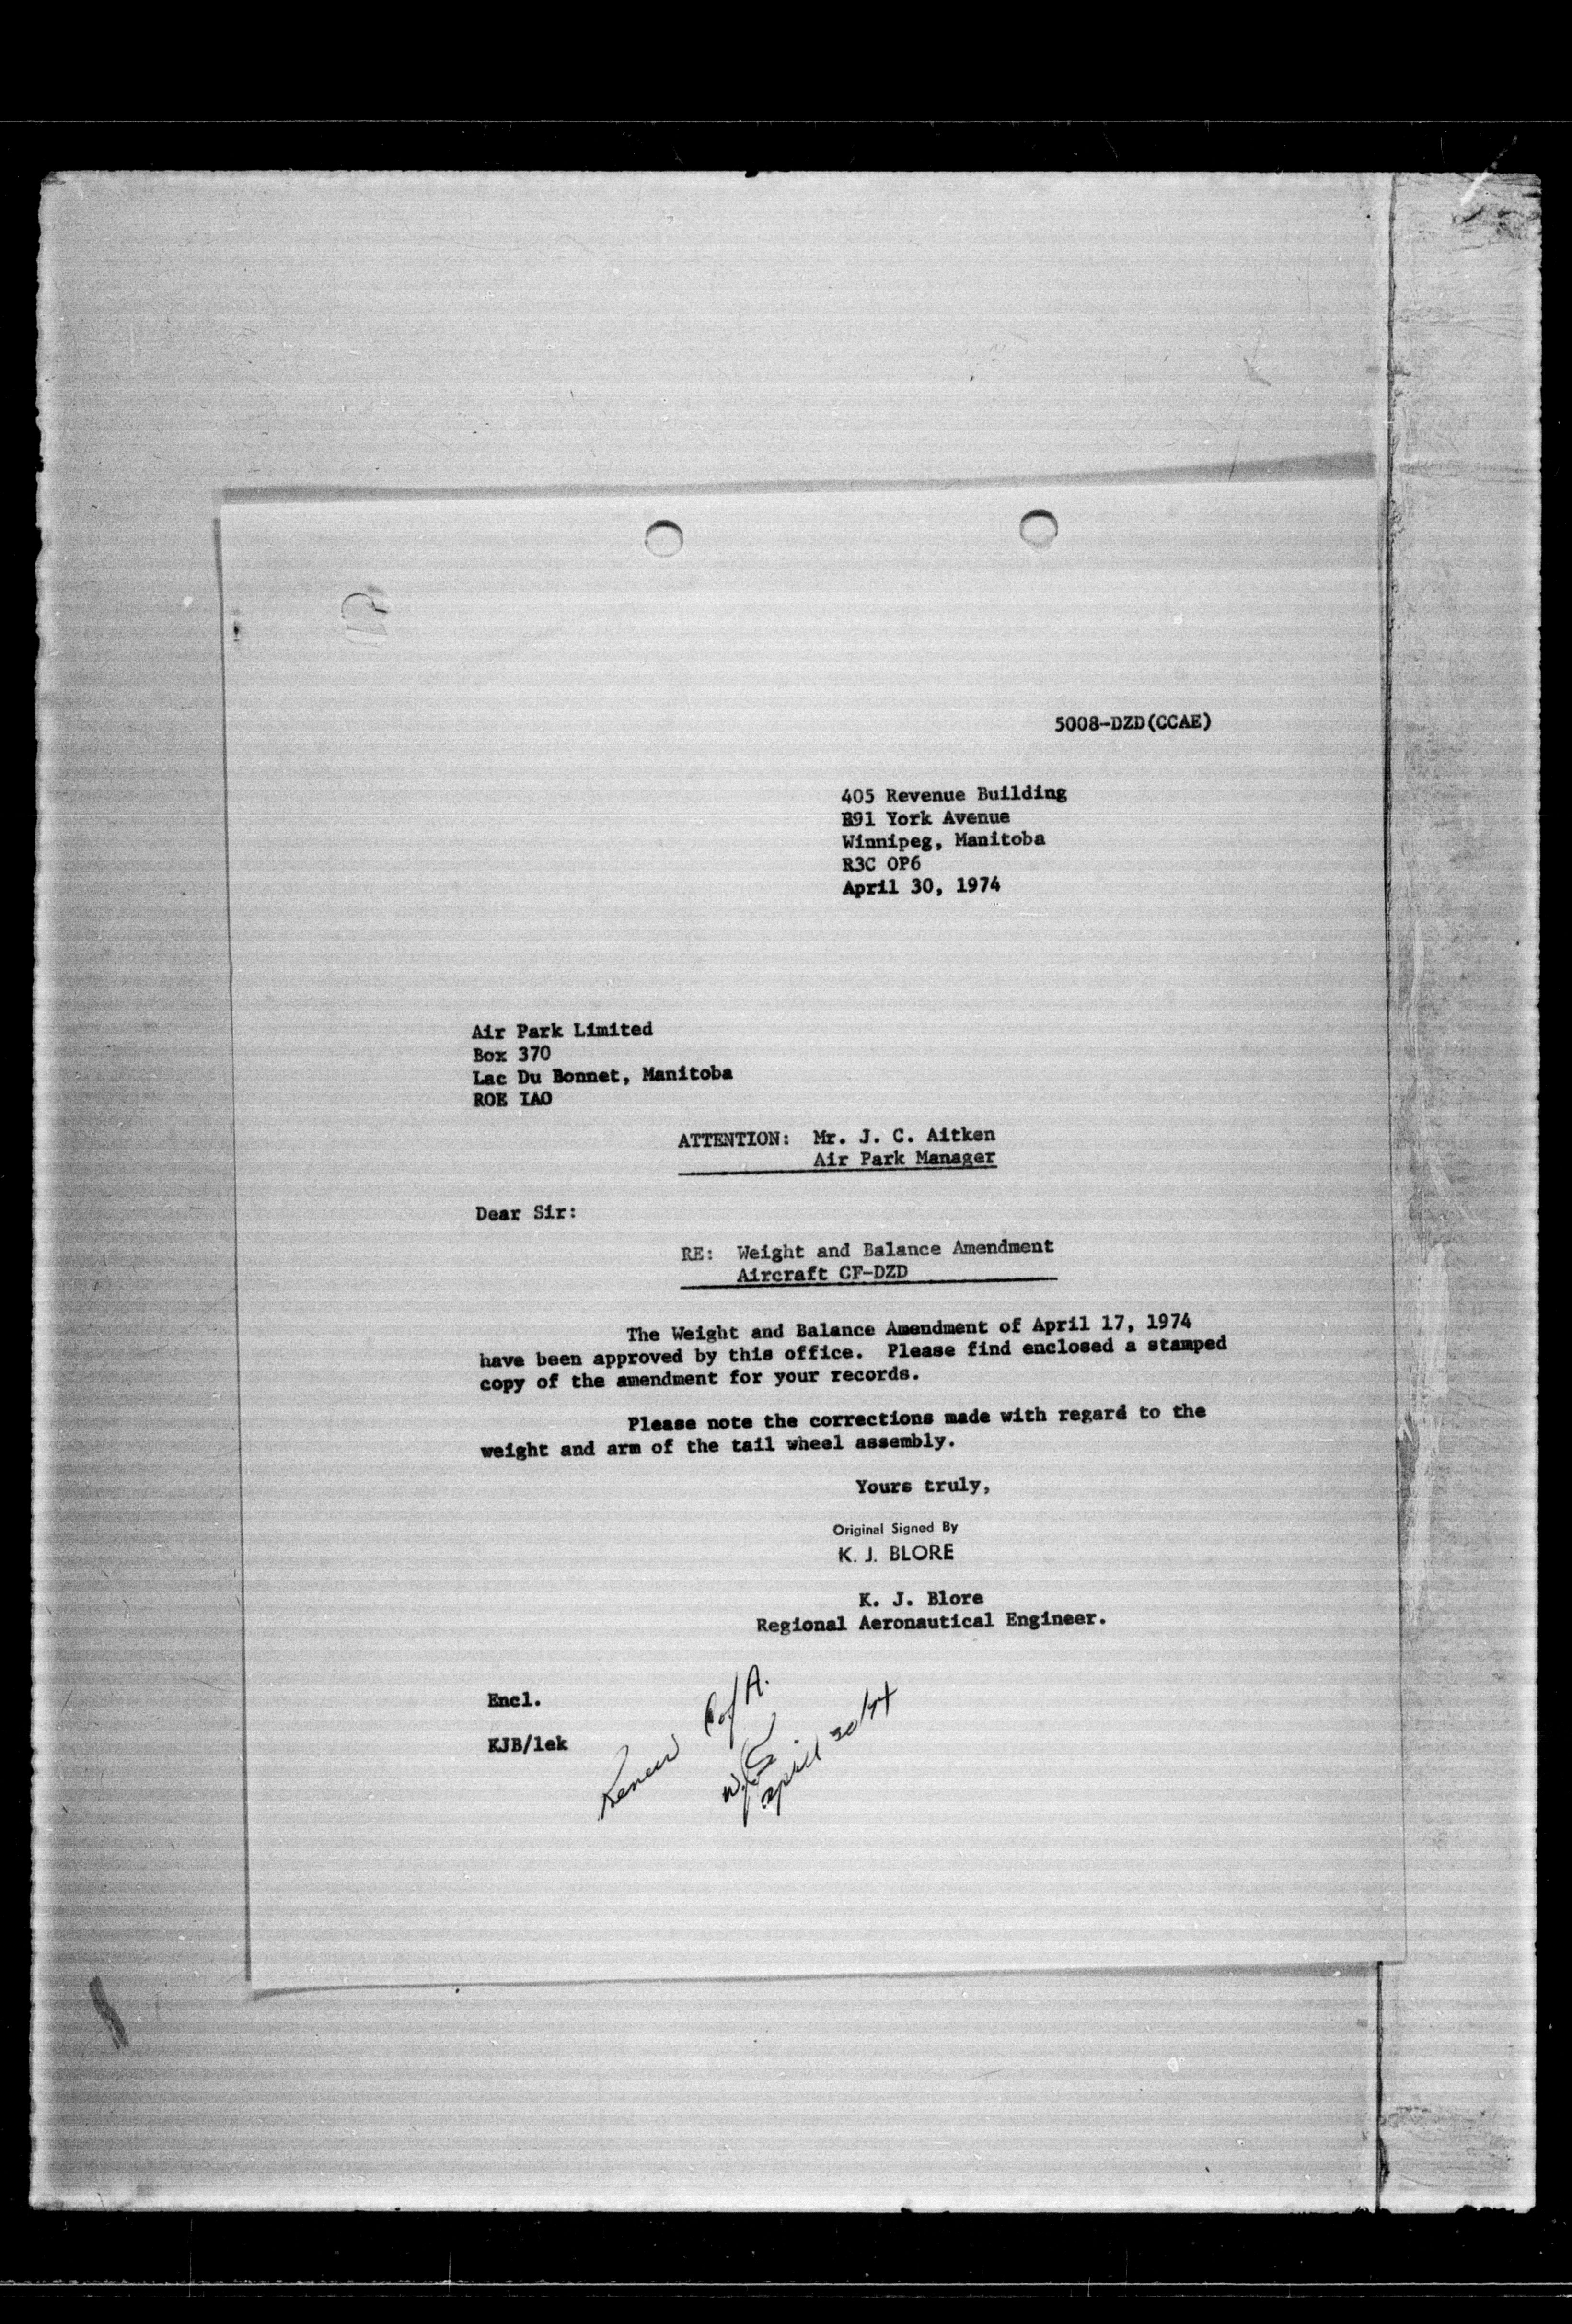 5008-DZD(CCAE)
405 Revenue Building
391 York Avenue
Winnipeg, Manitoba
R3C OP6
April 30, 1974
Air Park Limited
Box 370
Lac Du Bonnet, Manitoba
ROE IAO
ATTENTION: Mr. J. C. Aitken
Air Park Manager
Dear Sir:
RE: Weight and Balance Amendment
Aircraft CF-DZD
The Weight and Balance Amendment of April 17, 1974
have been approved by this office. Please find enclosed a stamped
copy of the amendment for your records.
Please note the corrections made with regard to the
weight and arm of the tail wheel assembly.
Yours truly,
Original Signed By
K. J. BLORE
K. J. Blore
Regional Aeronautical Engineer.
Encl.
KJB/lek
Renew C of A.
April 30/74